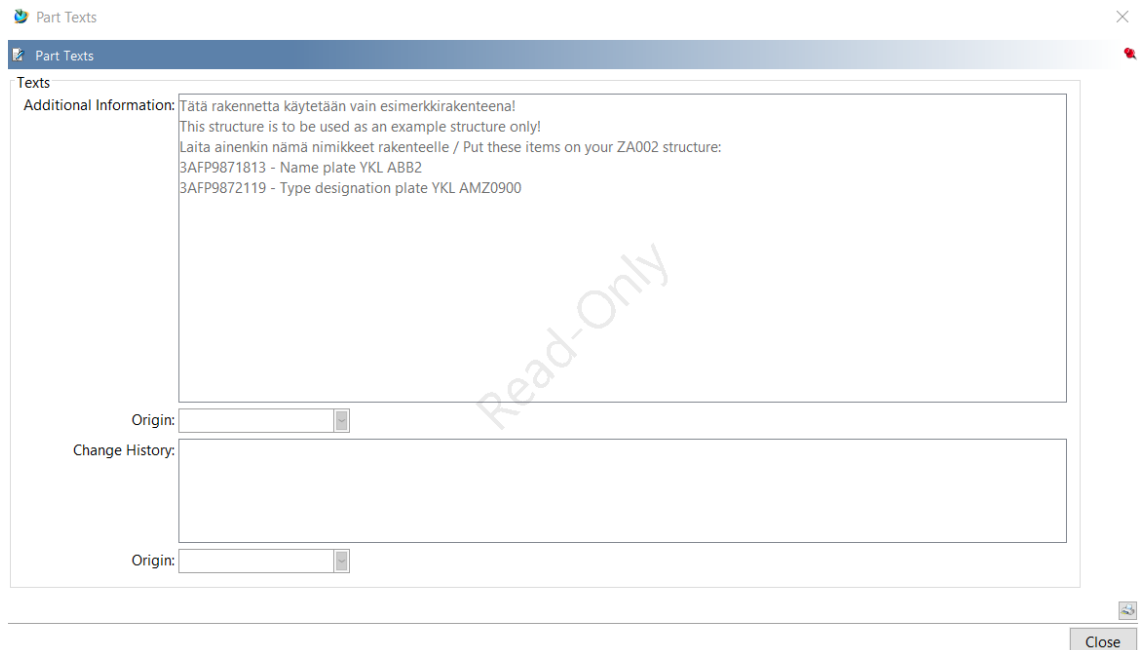 Part Texts
Part Texts
Texts
Additional Information:
Tätä rakennetta käytetään vain esimerkkirakenteena!
This structure is to be used as an example structure only!
Laita ainenkin nämä nimikkeet rakenteelle / Put these items on your ZA002 structure:
3AFP9871813 - Name plate YKL ABB2
3AFP9872119 - Type designation plate YKL AMZ0900
Read-Only
Origin:
Change History:
Origin:
Close